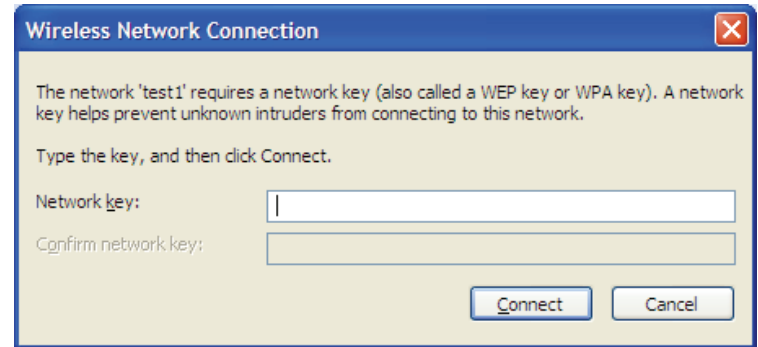 Wireless Network Connection
The network 'test1' requires a network key (also called a WEP key or WPA key). A network
key helps prevent unknown intruders from connecting to this network.
Type the key, and then click Connect.
Network key:
Confirm network key:
Connect Cancel